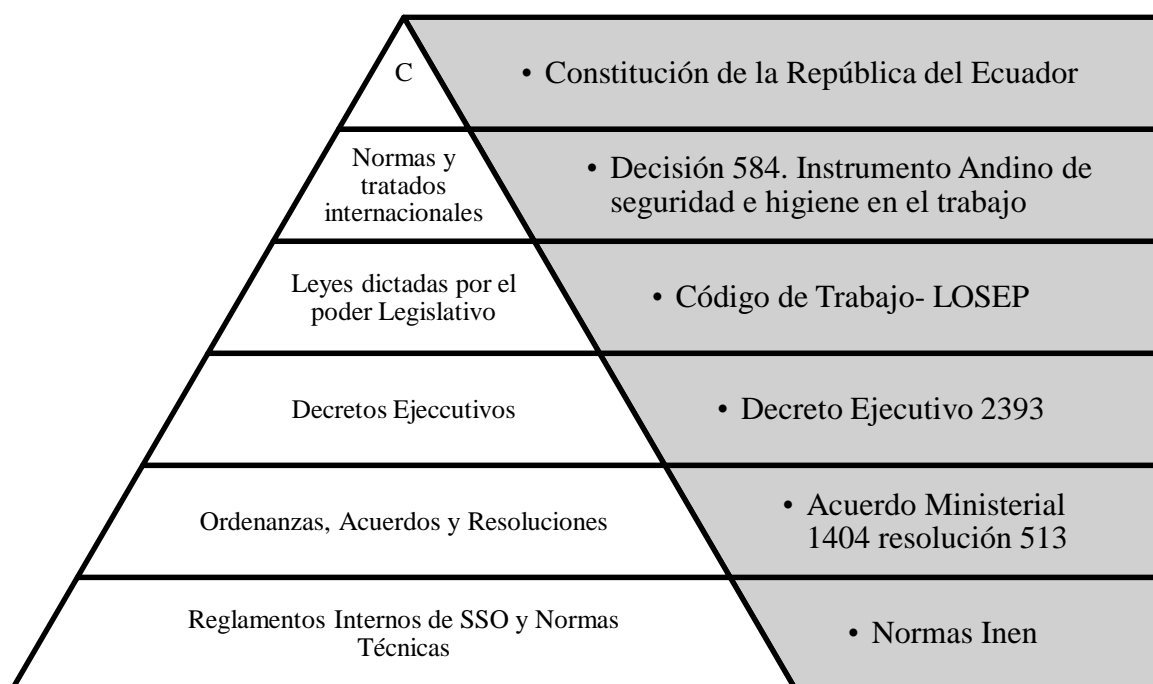 C
• Constitución de la República del Ecuador
Normas y
tratados
internacionales
• Decisión 584. Instrumento Andino de
seguridad e higiene en el trabajo
Leyes dictadas por el
poder Legislativo
• Código de Trabajo- LOSEP
Decretos Ejeccutivos
• Decreto Ejecutivo 2393
Ordenanzas, Acuerdos y Resoluciones
• Acuerdo Ministerial
1404 resolución 513
Reglamentos Internos de SSO y Normas
Técnicas
• Normas Inen